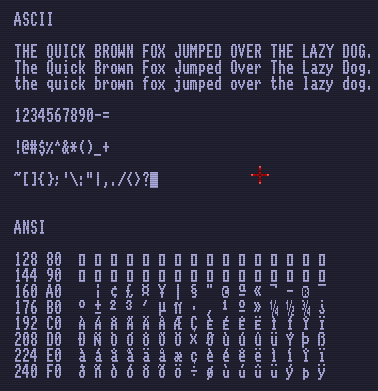 ASCII
THE QUICK BROWN FOX JUMPED OVER THE LAZY DOG.
The Quick Brown Fox Jumped Over The Lazy Dog.
the quick brown fox jumped over the lazy dog.
1234567890-=
!@#$%^&*()_+
~[]{};'\:"|,./<>?
ANSI
128 80 ▯ ▯ ▯ ▯ ▯ ▯ ▯ ▯ ▯ ▯ ▯ ▯ ▯ ▯ ▯ ▯
144 90 ▯ ▯ ▯ ▯ ▯ ▯ ▯ ▯ ▯ ▯ ▯ ▯ ▯ ▯ ▯ ▯
160 A0 ¡ ¢ £ ¤ ¥ ¦ § ¨ © ª « ¬ - ® ¯
176 B0 ° ± ² ³ ´ µ ¶ · ¸ ¹ º » ¼ ½ ¾ ¿
192 C0 À Á Â Ã Ä Å Æ Ç È É Ê Ë Ì Í Î Ï
208 D0 Ð Ñ Ò Ó Ô Õ Ö × Ø Ù Ú Û Ü Ý Þ ß
224 E0 à á â ã ä å æ ç è é ê ë ì í î ï
240 F0 ð ñ ò ó ô õ ö ÷ ø ù ú û ü ý þ ÿ